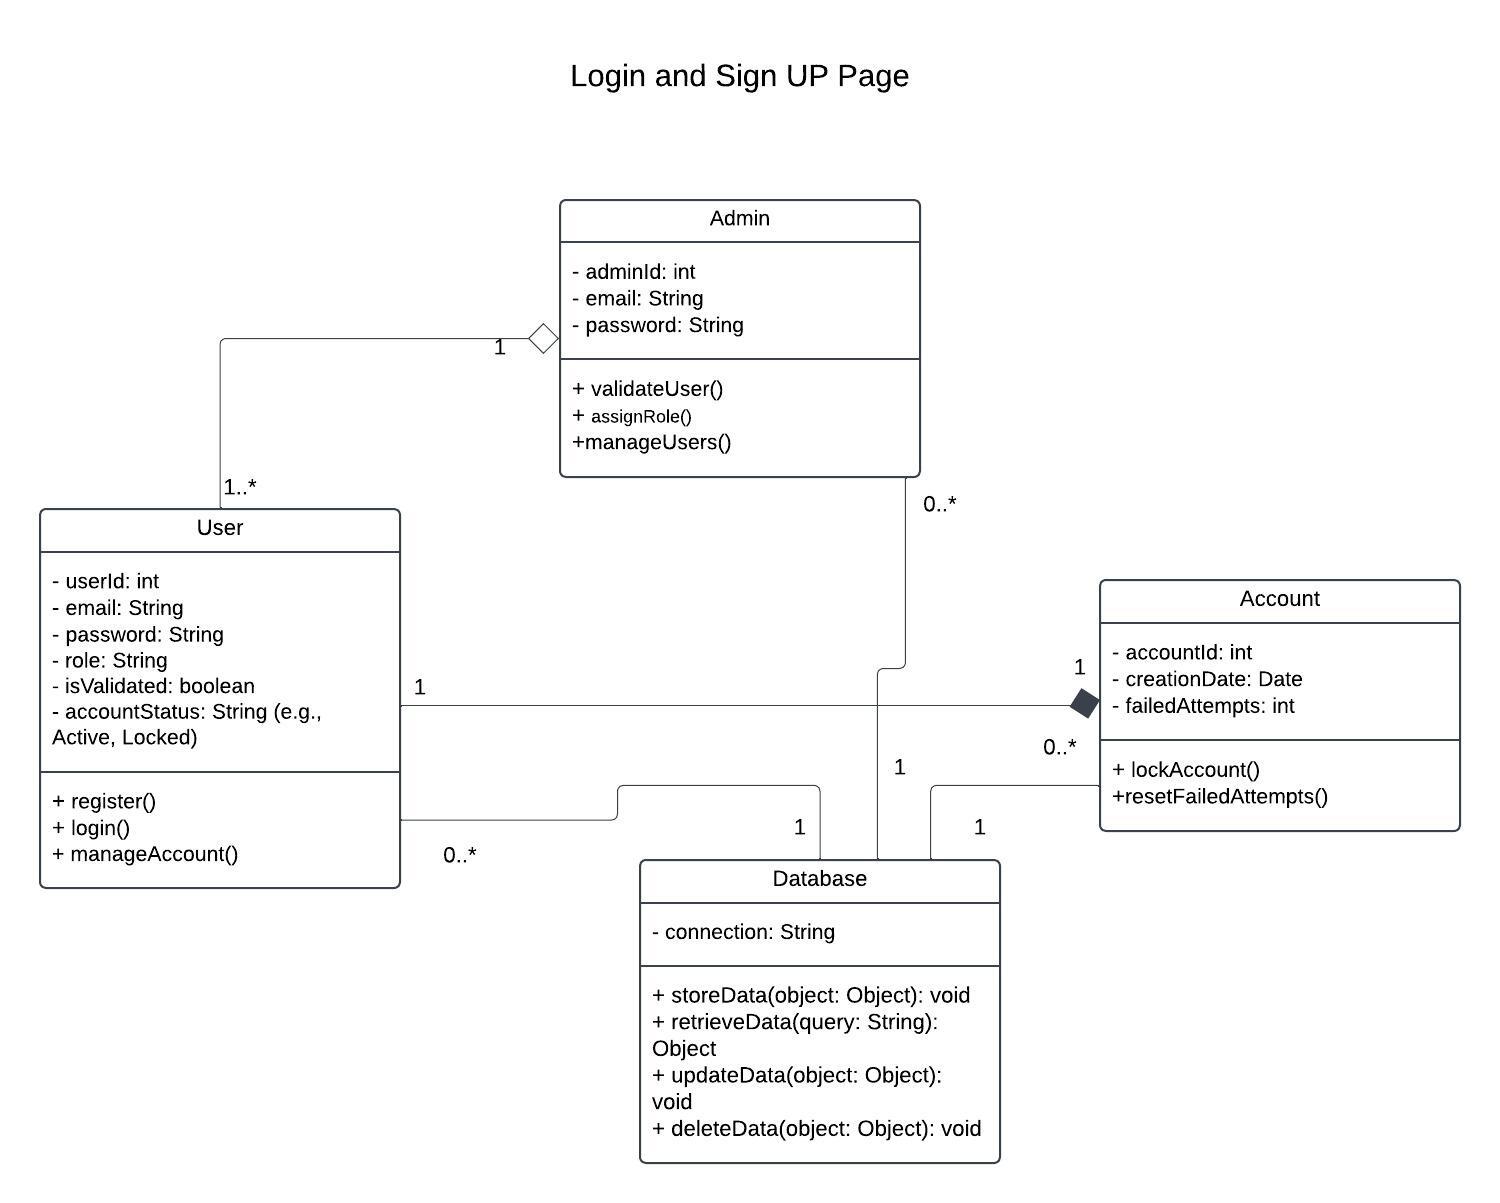 Login and Sign UP Page
Admin
- adminId: int
- email: String
- password: String
+ validateUser()
+ assignRole()
+manageUsers()
1
1..*
0..*
User
- userId: int
- email: String
- password: String
- role: String
- isValidated: boolean
- accountStatus: String (e.g.,
Active, Locked)
+ register()
+ login()
+ manageAccount()
1
1
0..*
Account
- accountId: int
- creationDate: Date
- failedAttempts: int
+ lockAccount()
+resetFailedAttempts()
0..*
1
1
1
Database
- connection: String
+ storeData(object: Object): void
+ retrieveData(query: String):
Object
+ updateData(object: Object):
void
+ deleteData(object: Object): void